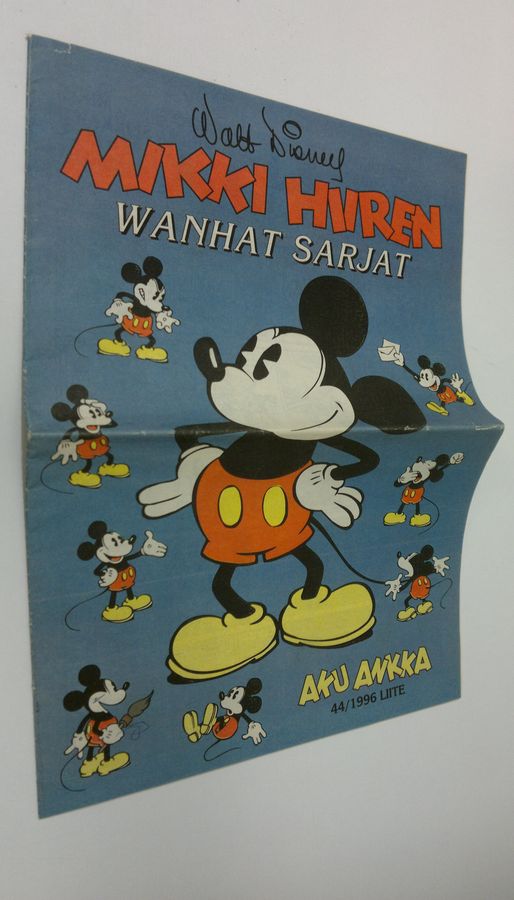 Walt Disney
MIKKI HIIREN
WANHAT SARJAT
AKU ANKKA
44/1996 LIITE